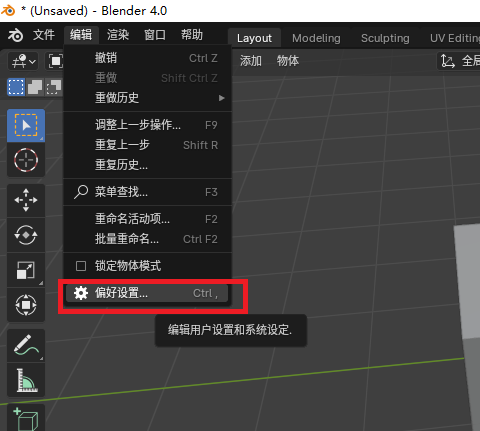 * (Unsaved) - Blender 4.0
文件 编辑 渲染 窗口 帮助 Layout Modeling Sculpting UV Editing
添加 物体 全局
撤销 Ctrl Z
重做 Shift Ctrl Z
重做历史
调整上一步操作... F9
重复上一步 Shift R
重复历史...
菜单查找... F3
重命名活动项... F2
批量重命名... Ctrl F2
锁定物体模式
偏好设置... Ctrl ,
编辑用户设置和系统设定.